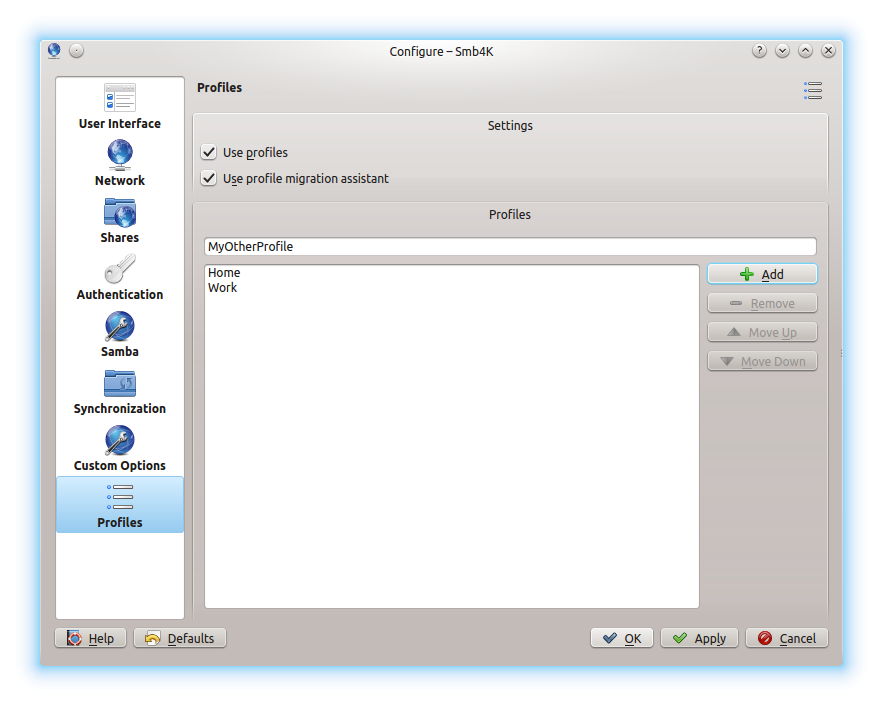 Configure – Smb4K
User Interface
Network
Shares
Authentication
Samba
Synchronization
Custom Options
Profiles
Profiles
Settings
Use profiles
Use profile migration assistant
Profiles
MyOtherProfile
Home
Work
Add
Remove
Move Up
Move Down
Help
Defaults
OK
Apply
Cancel